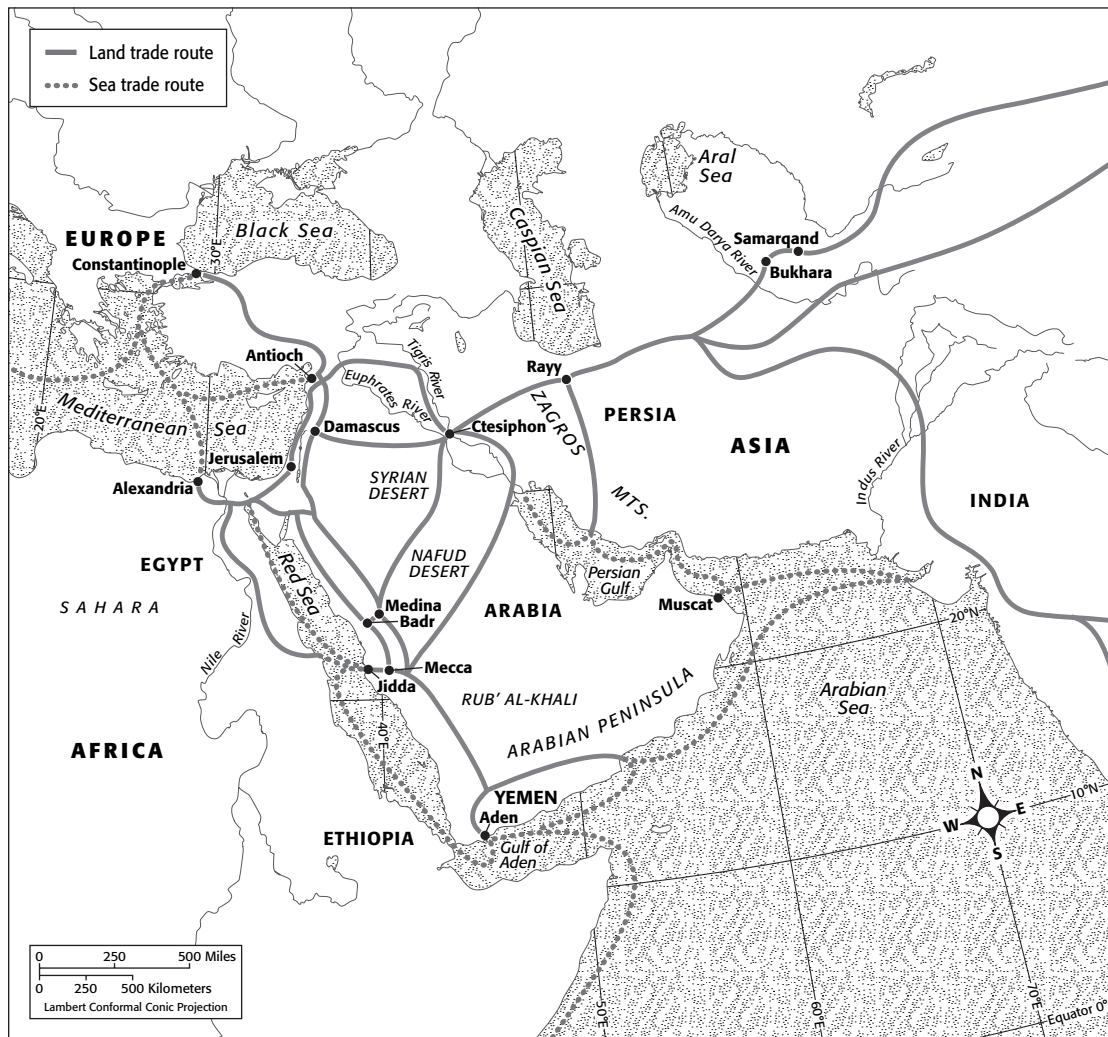 Land trade route
Sea trade route
Aral
Sea
Black Sea
EUROPE
Constantinople
30°E
Caspian Sea
Amu Darya River
Samarqand
Bukhara
Antioch
Tigris River
Euphrates River
Rayy
ZAGROS
MTS.
PERSIA
ASIA
20°E
Mediterranean Sea
Damascus
Ctesiphon
Jerusalem
Alexandria
SYRIAN
DESERT
Indus River
INDIA
EGYPT
SAHARA
Red Sea
NAFUD
DESERT
Persian
Gulf
Muscat
Medina
Badr
ARABIA
20°N
Nile River
Mecca
Jidda
RUB' AL-KHALI
ARABIAN PENINSULA
Arabian
Sea
40°E
AFRICA
YEMEN
Aden
Gulf of
Aden
ETHIOPIA
N
E
W
S
10°N
0 250 500 Miles
0 250 500 Kilometers
Lambert Conformal Conic Projection
50°E
60°E
70°E
Equator 0°